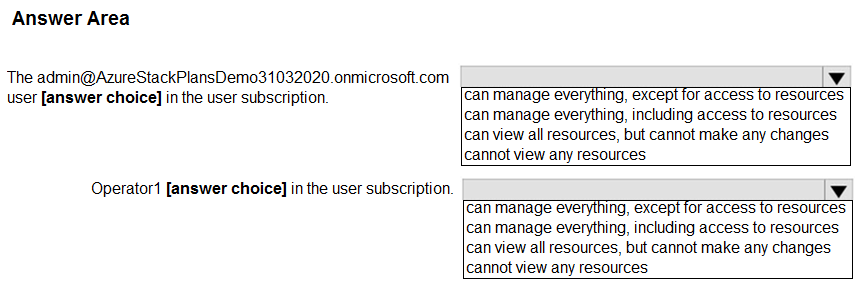 Answer Area
The admin@AzureStackPlansDemo31032020.onmicrosoft.com
user [answer choice] in the user subscription.
can manage everything, except for access to resources
can manage everything, including access to resources
can view all resources, but cannot make any changes
cannot view any resources
Operator1 [answer choice] in the user subscription.
can manage everything, except for access to resources
can manage everything, including access to resources
can view all resources, but cannot make any changes
cannot view any resources